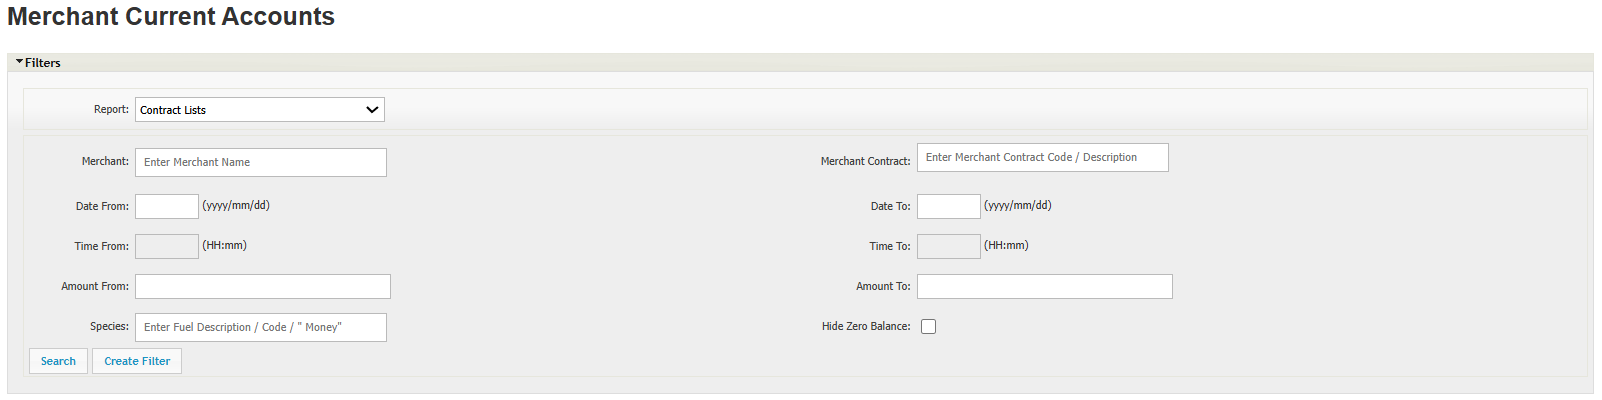 Merchant Current Accounts
Filters
Report: Contract Lists
Merchant: Enter Merchant Name
Merchant Contract: Enter Merchant Contract Code / Description
Date From: (yyyy/mm/dd)
Date To: (yyyy/mm/dd)
Time From: (HH:mm)
Time To: (HH:mm)
Amount From:
Amount To:
Species: Enter Fuel Description / Code / " Money"
Hide Zero Balance:
Search Create Filter